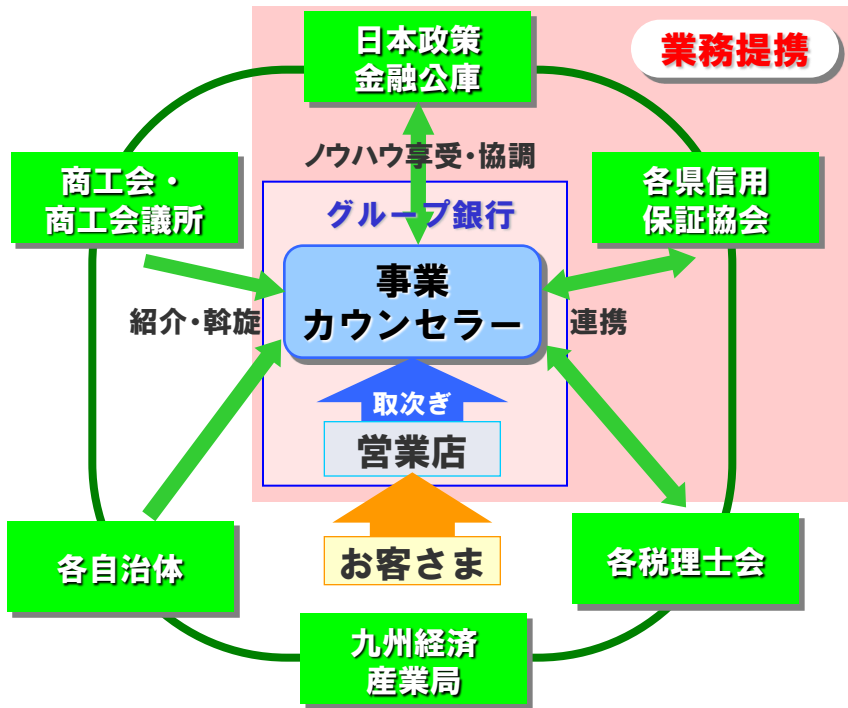 日本政策
金融公庫
業務提携
ノウハウ享受・協調
商工会・
商工会議所
各県信用
保証協会
グループ銀行
事業
カウンセラー
紹介・斡旋
連携
取次ぎ
営業店
お客さま
各自治体
各税理士会
九州経済
産業局